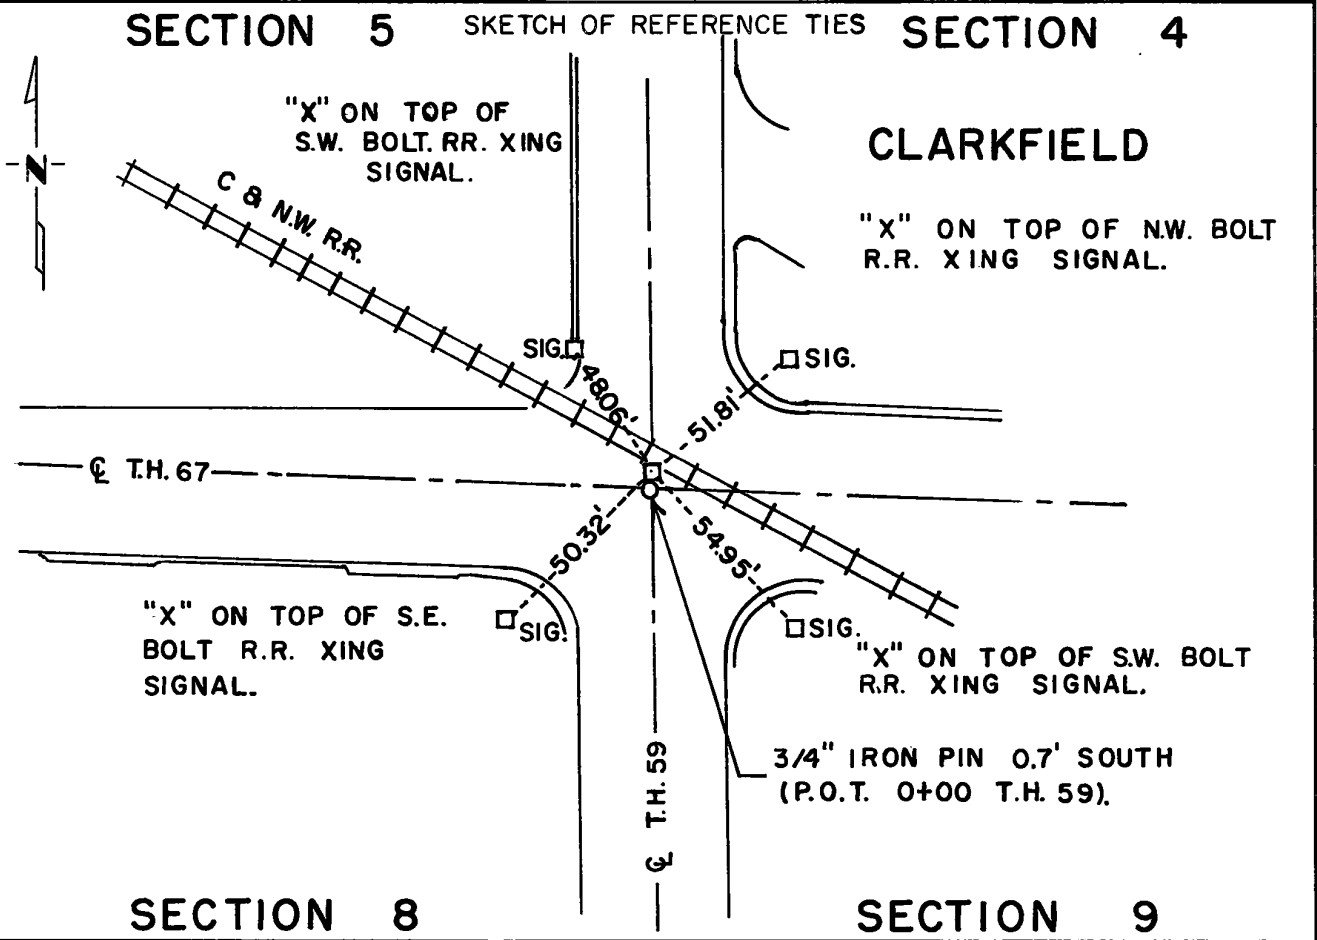 SECTION 5
SKETCH OF REFERENCE TIES
SECTION 4
"X" ON TOP OF
S.W. BOLT. RR. XING
SIGNAL.
CLARKFIELD
N
C & N.W. R.R.
"X" ON TOP OF N.W. BOLT
R.R. XING SIGNAL.
SIG.
48.06'
SIG.
51.81'
℄ T.H. 67
50.32'
54.95'
"X" ON TOP OF S.E.
BOLT R.R. XING
SIGNAL.
SIG.
SIG.
"X" ON TOP OF S.W. BOLT
R.R. XING SIGNAL.
3/4" IRON PIN 0.7' SOUTH
(P.O.T. 0+00 T.H. 59).
℄ T.H. 59
SECTION 8
SECTION 9